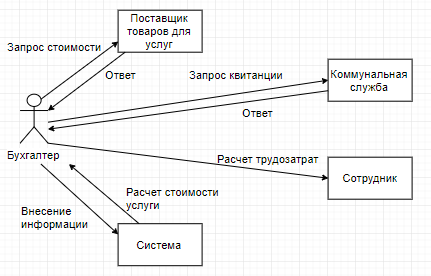 Поставщик
товаров для
услуг
Запрос стоимости
Ответ
Запрос квитанции
Коммунальная
служба
Ответ
Бухгалтер
Расчет трудозатрат
Сотрудник
Расчет стоимости
услуги
Внесение
информации
Система